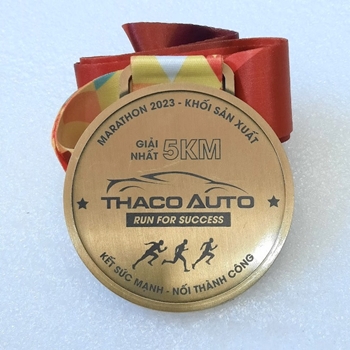 MARATHON 2023 - KHỐI SẢN XUẤT
GIẢI
NHẤT 5KM
THACO AUTO
RUN FOR SUCCESS
KẾT SỨC MẠNH - NỐI THÀNH CÔNG